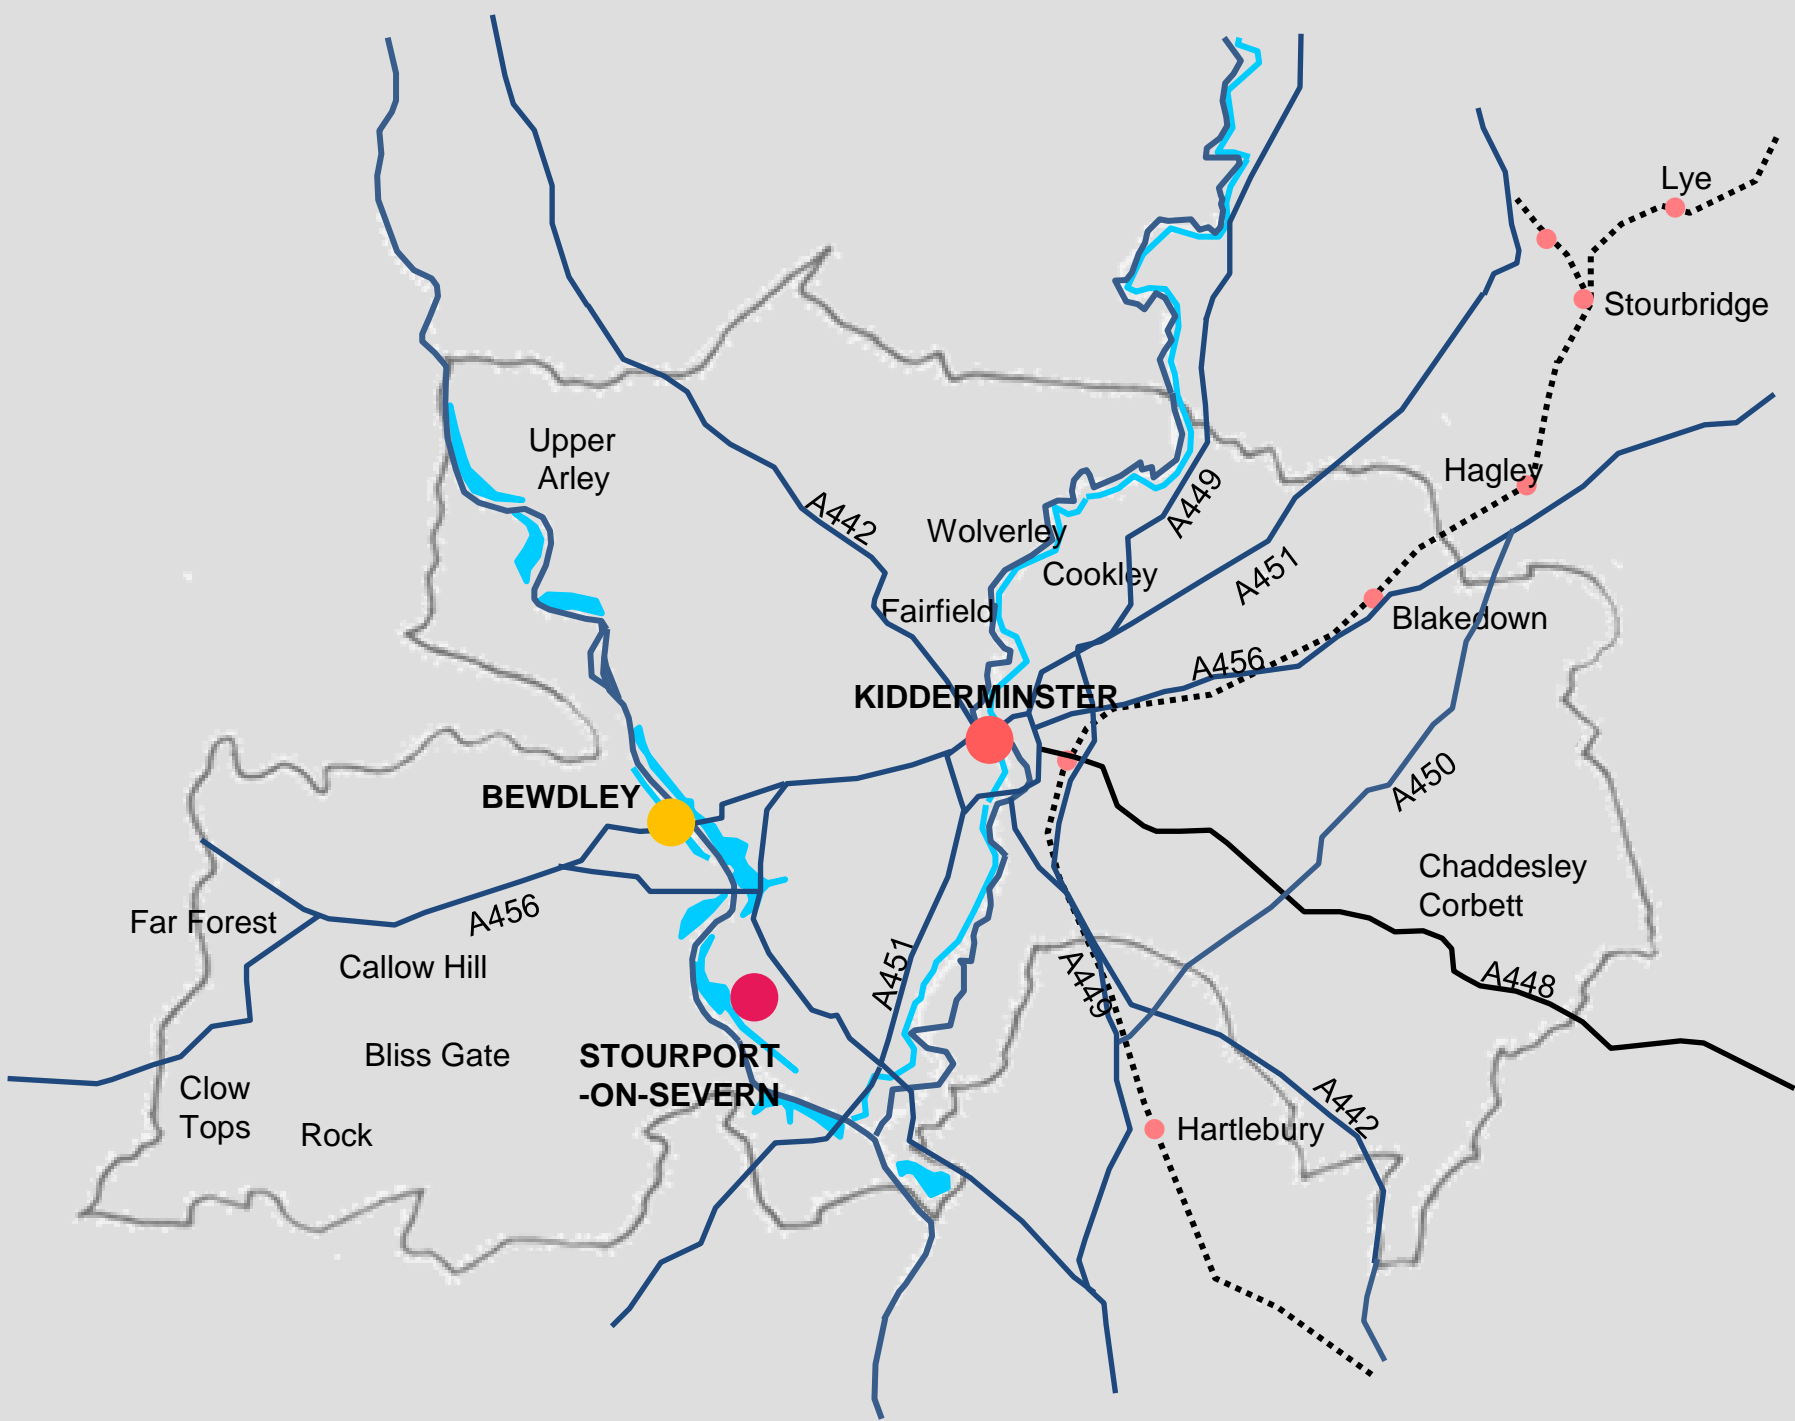 Lye
Stourbridge
Upper
Arley
Hagley
A442
A449
Wolverley
Cookley
A451
Fairfield
Blakedown
A456
KIDDERMINSTER
BEWDLEY
A450
Chaddesley
Corbett
Far Forest
A456
Callow Hill
A451
A449
A448
Bliss Gate
STOURPORT
-ON-SEVERN
Clow
Tops
Rock
Hartlebury
A442